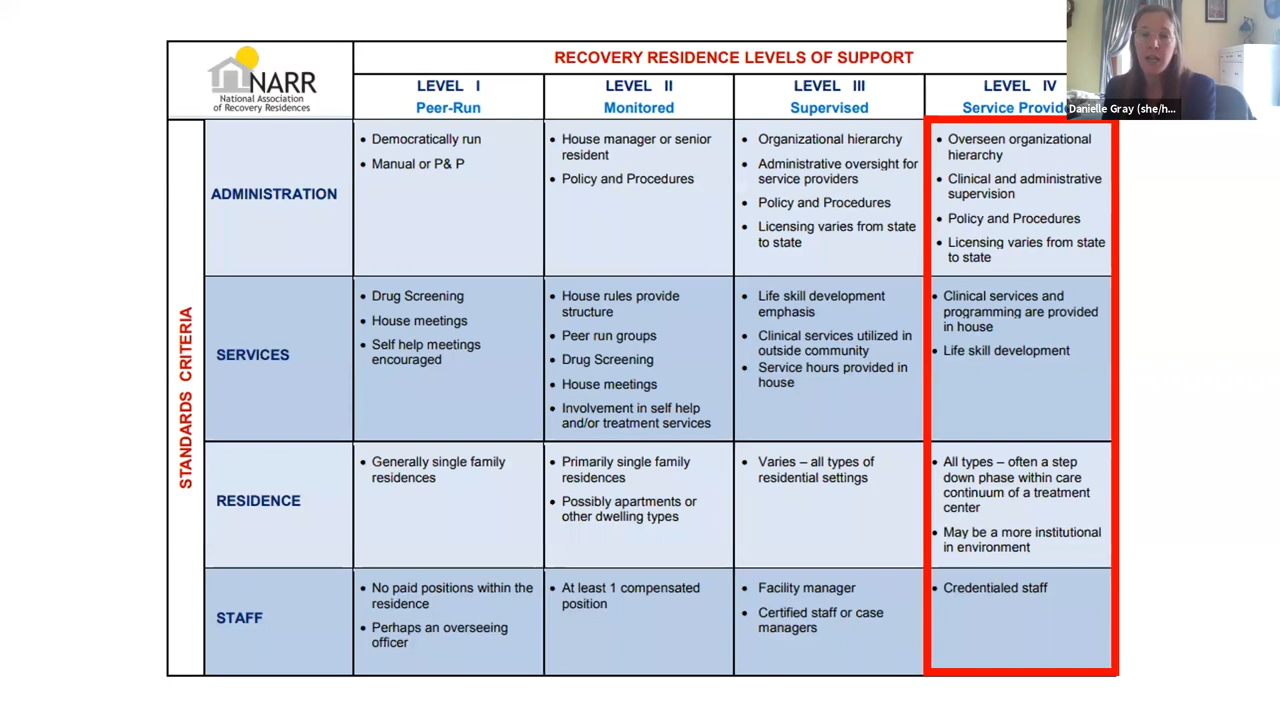 NARR
National Association
of Recovery Residences
RECOVERY RESIDENCE LEVELS OF SUPPORT
LEVEL I
Peer-Run
LEVEL II
Monitored
LEVEL III
Supervised
LEVEL IV
Service
Danielle Gray (she/h...
STANDARDS CRITERIA
ADMINISTRATION
• Democratically run
• Manual or P& P
• House manager or senior
resident
• Policy and Procedures
• Organizational hierarchy
• Administrative oversight for
service providers
• Policy and Procedures
• Licensing varies from state
to state
• Overseen organizational
hierarchy
• Clinical and administrative
supervision
• Policy and Procedures
• Licensing varies from state
to state
SERVICES
• Drug Screening
• House meetings
• Self help meetings
encouraged
• House rules provide
structure
• Peer run groups
• Drug Screening
• House meetings
• Involvement in self help
and/or treatment services
• Life skill development
emphasis
• Clinical services utilized in
outside community
• Service hours provided in
house
• Clinical services and
programming are provided
in house
• Life skill development
RESIDENCE
• Generally single family
residences
• Primarily single family
residences
• Possibly apartments or
other dwelling types
• Varies – all types of
residential settings
• All types – often a step
down phase within care
continuum of a treatment
center
• May be a more institutional
in environment
STAFF
• No paid positions within the
residence
• Perhaps an overseeing
officer
• At least 1 compensated
position
• Facility manager
• Certified staff or case
managers
• Credentialed staff